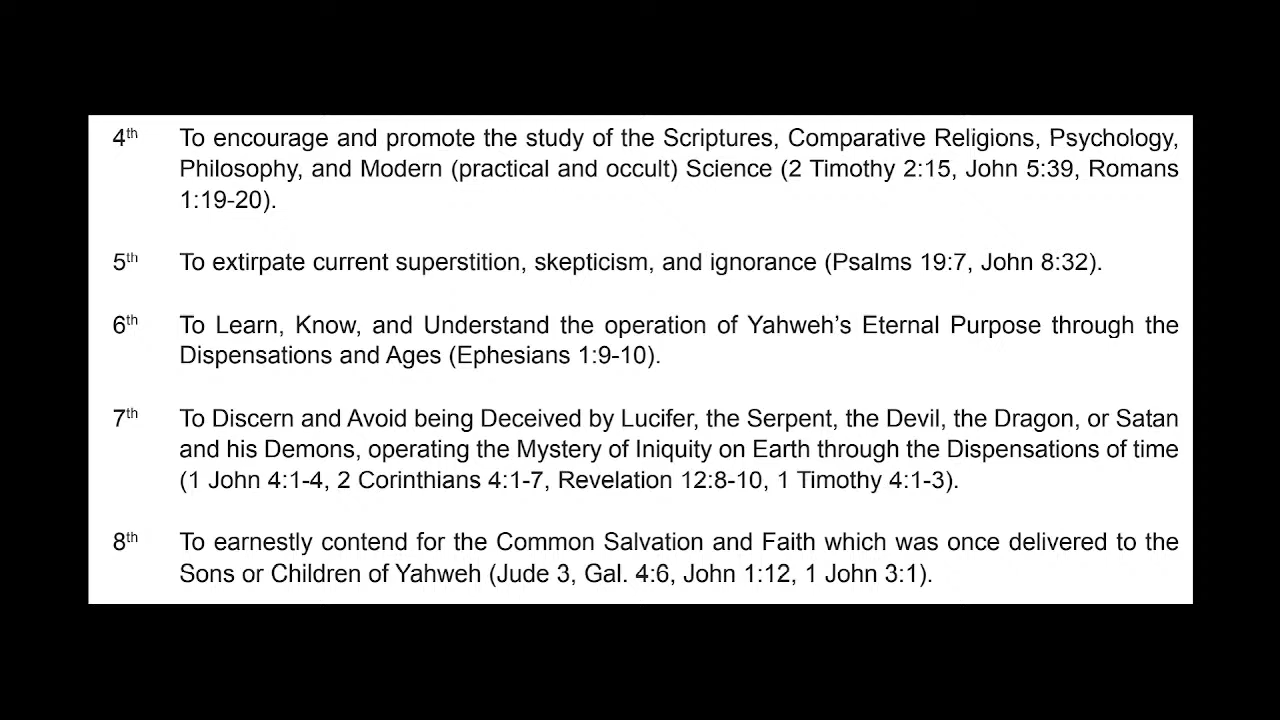 4th To encourage and promote the study of the Scriptures, Comparative Religions, Psychology,
Philosophy, and Modern (practical and occult) Science (2 Timothy 2:15, John 5:39, Romans
1:19-20).
5th To extirpate current superstition, skepticism, and ignorance (Psalms 19:7, John 8:32).
6th To Learn, Know, and Understand the operation of Yahweh’s Eternal Purpose through the
Dispensations and Ages (Ephesians 1:9-10).
7th To Discern and Avoid being Deceived by Lucifer, the Serpent, the Devil, the Dragon, or Satan
and his Demons, operating the Mystery of Iniquity on Earth through the Dispensations of time
(1 John 4:1-4, 2 Corinthians 4:1-7, Revelation 12:8-10, 1 Timothy 4:1-3).
8th To earnestly contend for the Common Salvation and Faith which was once delivered to the
Sons or Children of Yahweh (Jude 3, Gal. 4:6, John 1:12, 1 John 3:1).